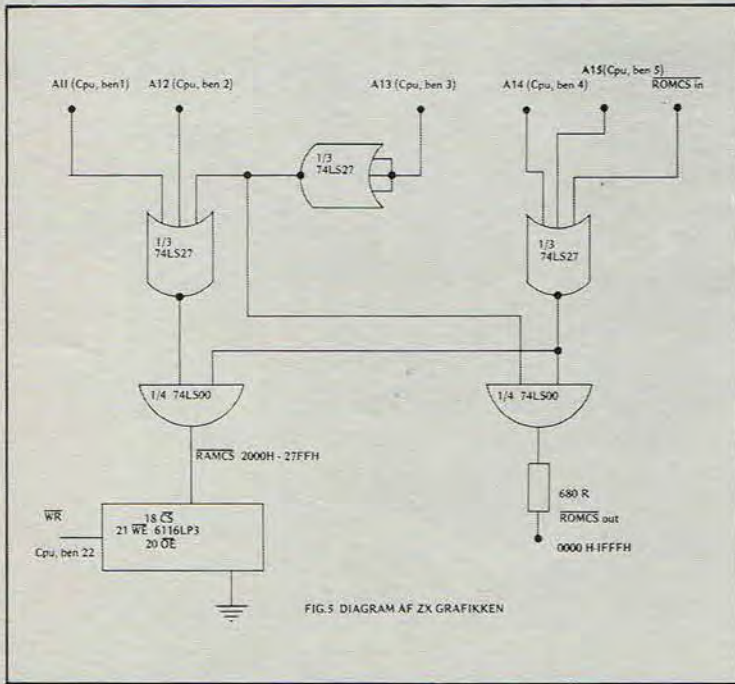 A11 (Cpu, ben1)
A12 (Cpu, ben 2)
A13 (Cpu, ben 3)
A14 (Cpu, ben 4)
A15(Cpu, ben 5)
ROMCS in
1/3
74LS27
1/3
74LS27
1/3
74LS27
1/4 74LS00
1/4 74LS00
RAMCS 2000H - 27FFH
680 R
ROMCS out
0000 H-IFFFH
WR
Cpu, ben 22
18 CS
21 WE 6116LP3
20 OE
FIG.5 DIAGRAM AF ZX GRAFIKKEN